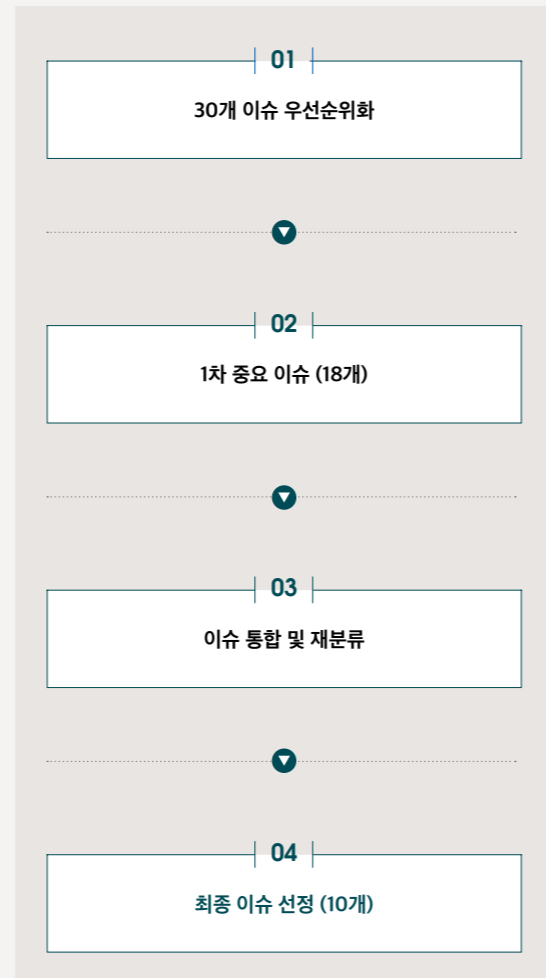 01
30개 이슈 우선순위화
02
1차 중요 이슈 (18개)
03
이슈 통합 및 재분류
04
최종 이슈 선정 (10개)